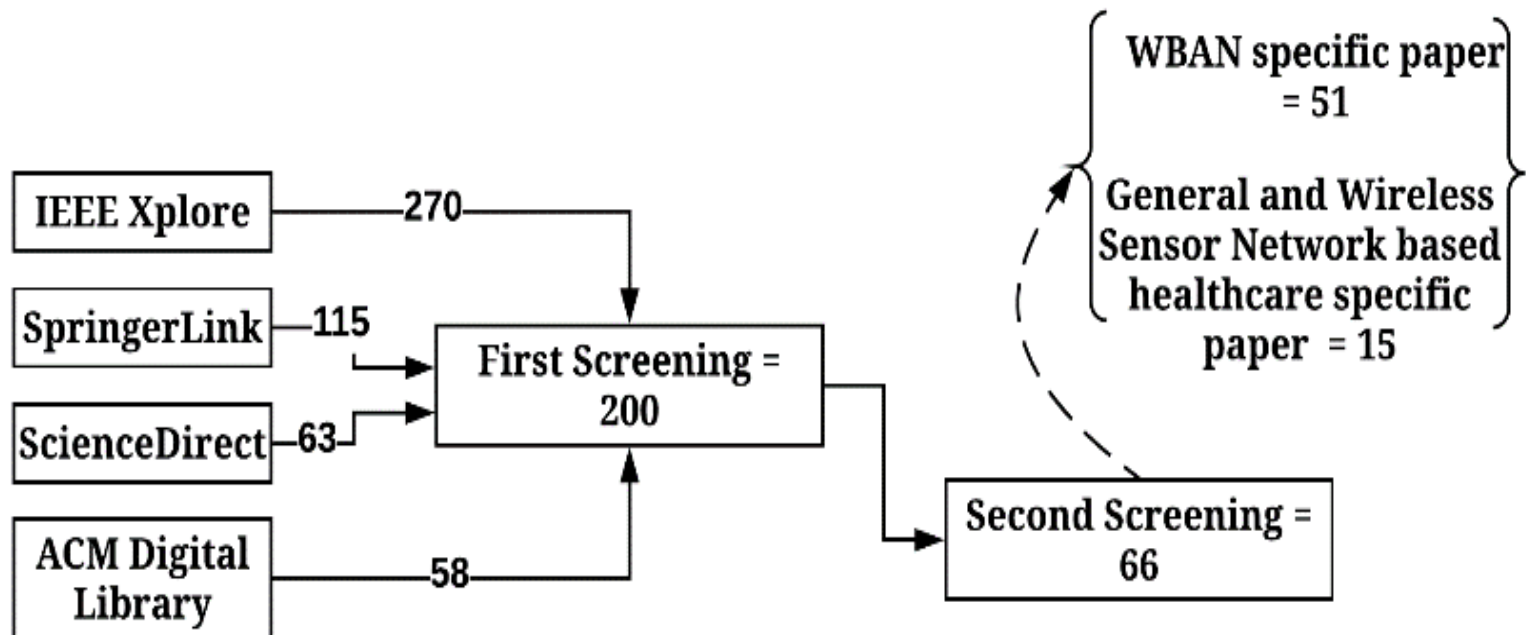 WBAN specific paper
= 51
General and Wireless
Sensor Network based
healthcare specific
paper = 15
IEEE Xplore
270
SpringerLink
115
ScienceDirect
63
ACM Digital
Library
58
First Screening =
200
Second Screening =
66